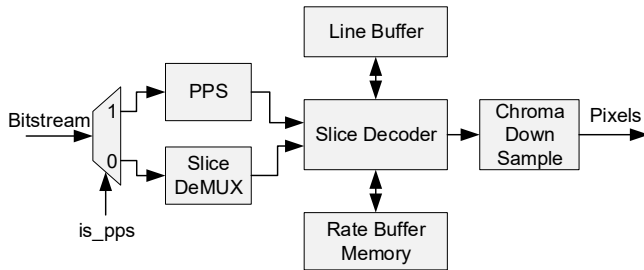 Line Buffer
PPS
1
Bitstream
Slice Decoder
Chroma
Down
Sample
Pixels
0
Slice
DeMUX
is_pps
Rate Buffer
Memory